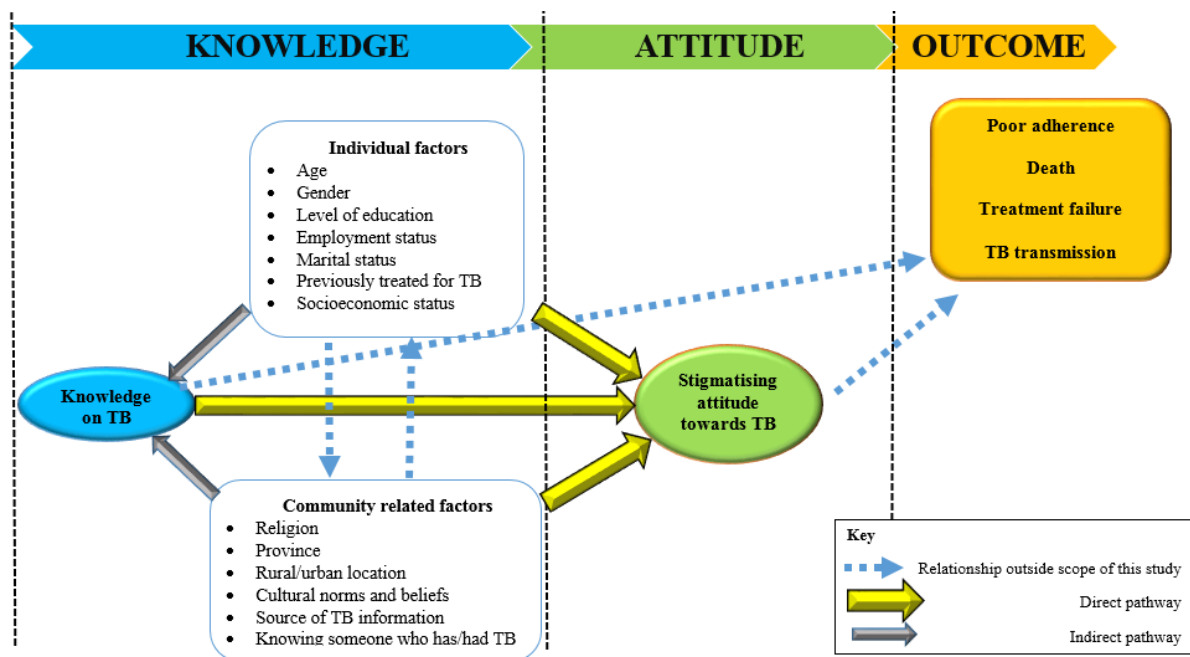 KNOWLEDGE
ATTITUDE
OUTCOME
Individual factors
• Age
• Gender
• Level of education
• Employment status
• Marital status
• Previously treated for TB
• Socioeconomic status
Poor adherence
Death
Treatment failure
TB transmission
Knowledge
on TB
Stigmatising
attitude
towards TB
Community related factors
• Religion
• Province
• Rural/urban location
• Cultural norms and beliefs
• Source of TB information
• Knowing someone who has/had TB
Key
Relationship outside scope of this study
Direct pathway
Indirect pathway